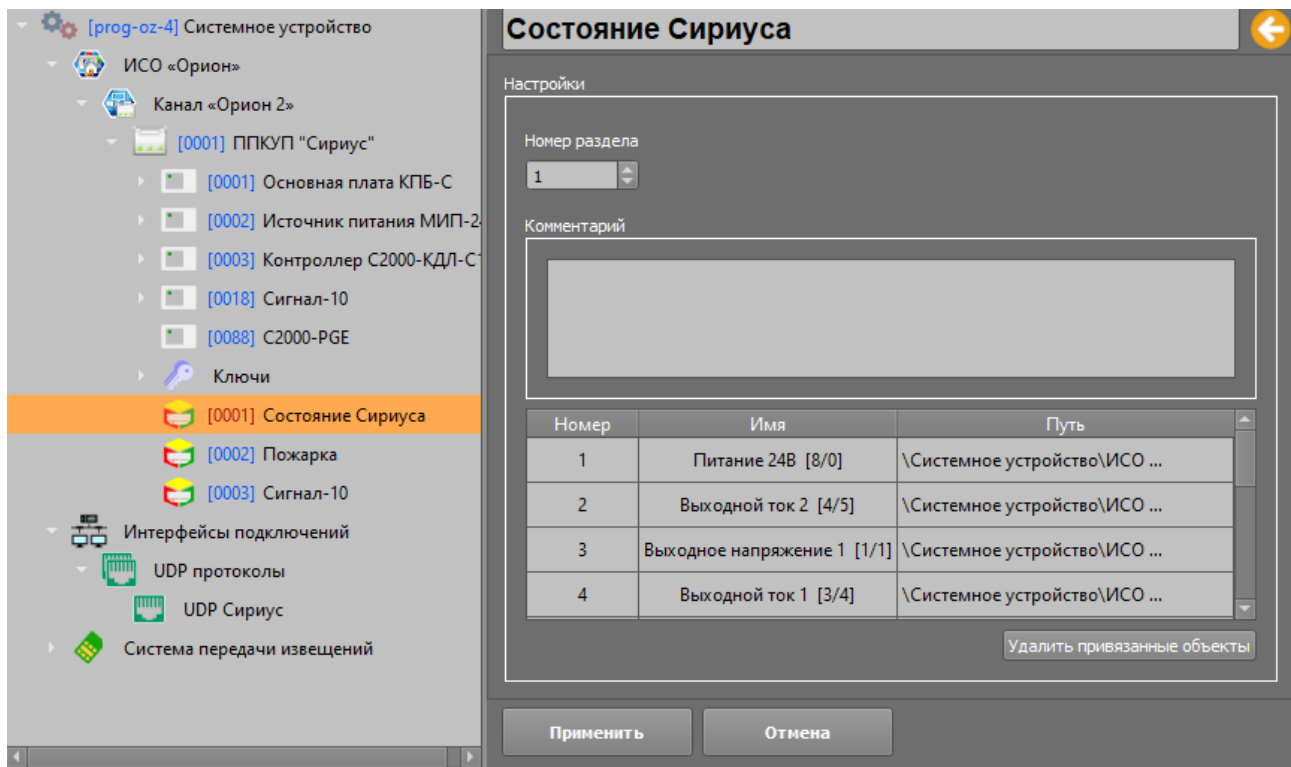 [prog-oz-4] Системное устройство
ИСО «Орион»
Канал «Орион 2»
[0001] ППКУП "Сириус"
[0001] Основная плата КПБ-С
[0002] Источник питания МИП-2
[0003] Контроллер С2000-КДЛ-С
[0018] Сигнал-10
[0088] С2000-PGE
Ключи
[0001] Состояние Сириуса
[0002] Пожарка
[0003] Сигнал-10
Интерфейсы подключений
UDP протоколы
UDP Сириус
Система передачи извещений
Состояние Сириуса
Настройки
Номер раздела
1
Комментарий
Номер Имя Путь
1 Питание 24В [8/0] \Системное устройство\ИСО ...
2 Выходной ток 2 [4/5] \Системное устройство\ИСО ...
3 Выходное напряжение 1 [1/1] \Системное устройство\ИСО ...
4 Выходной ток 1 [3/4] \Системное устройство\ИСО ...
Удалить привязанные объекты
Применить Отмена